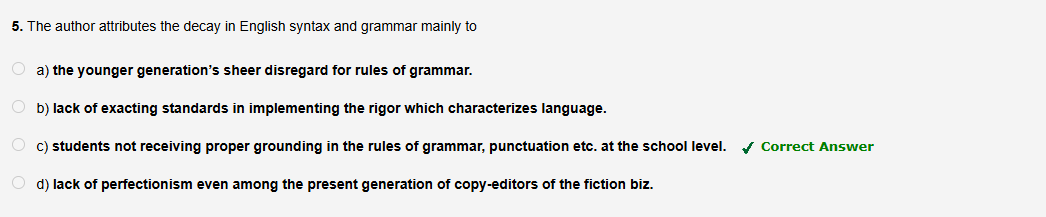 5. The author attributes the decay in English syntax and grammar mainly to
a) the younger generation's sheer disregard for rules of grammar.
b) lack of exacting standards in implementing the rigor which characterizes language.
c) students not receiving proper grounding in the rules of grammar, punctuation etc. at the school level. ✓ Correct Answer
d) lack of perfectionism even among the present generation of copy-editors of the fiction biz.